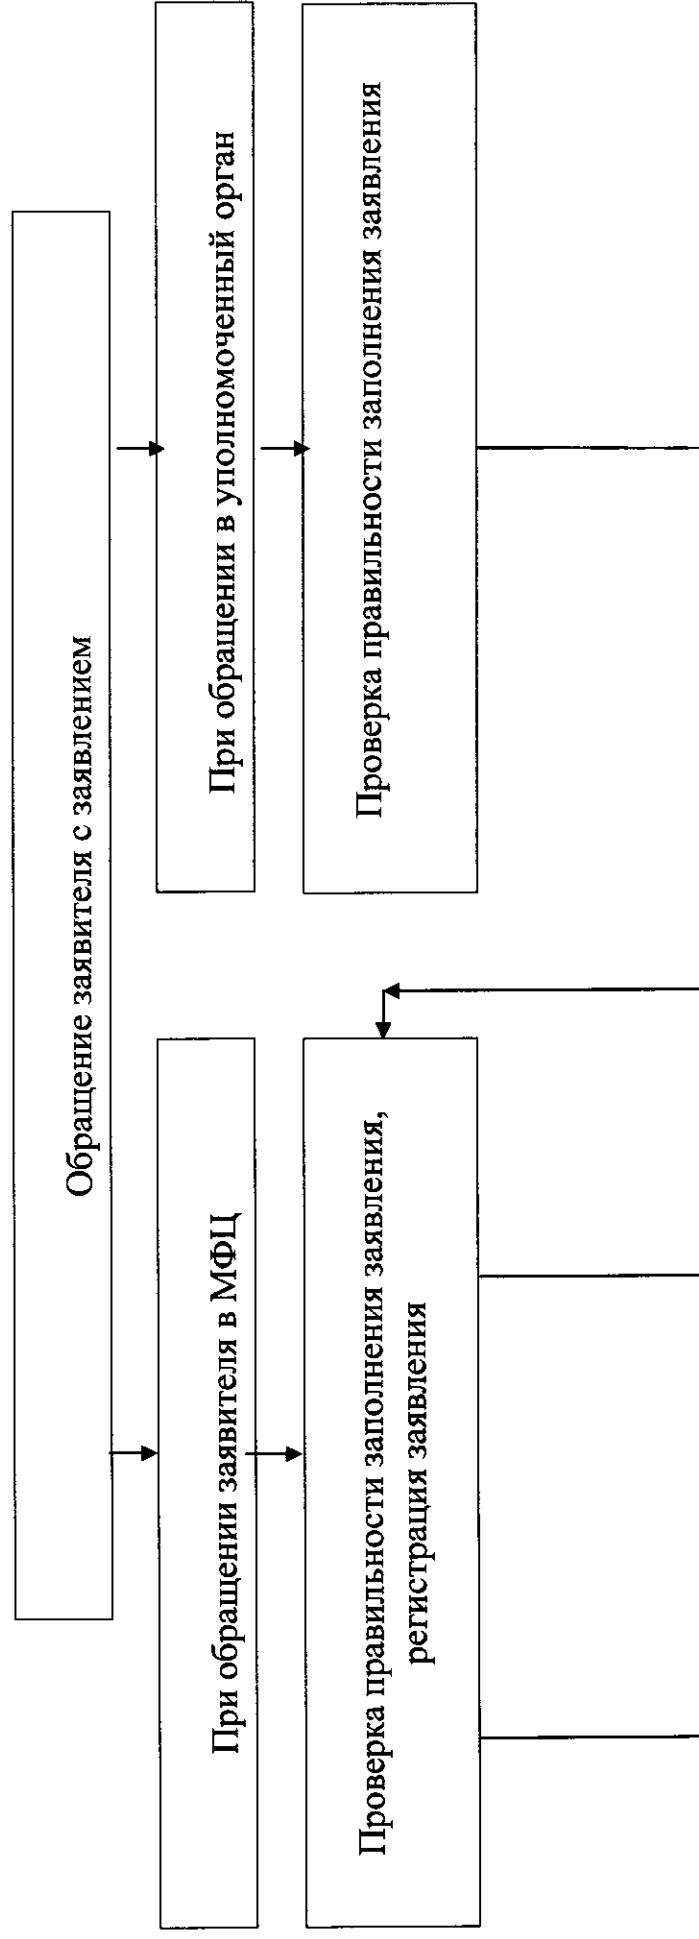 Обращение заявителя с заявлением
При обращении заявителя в МФЦ
При обращении в уполномоченный орган
Проверка правильности заполнения заявления,
регистрация заявления
Проверка правильности заполнения заявления